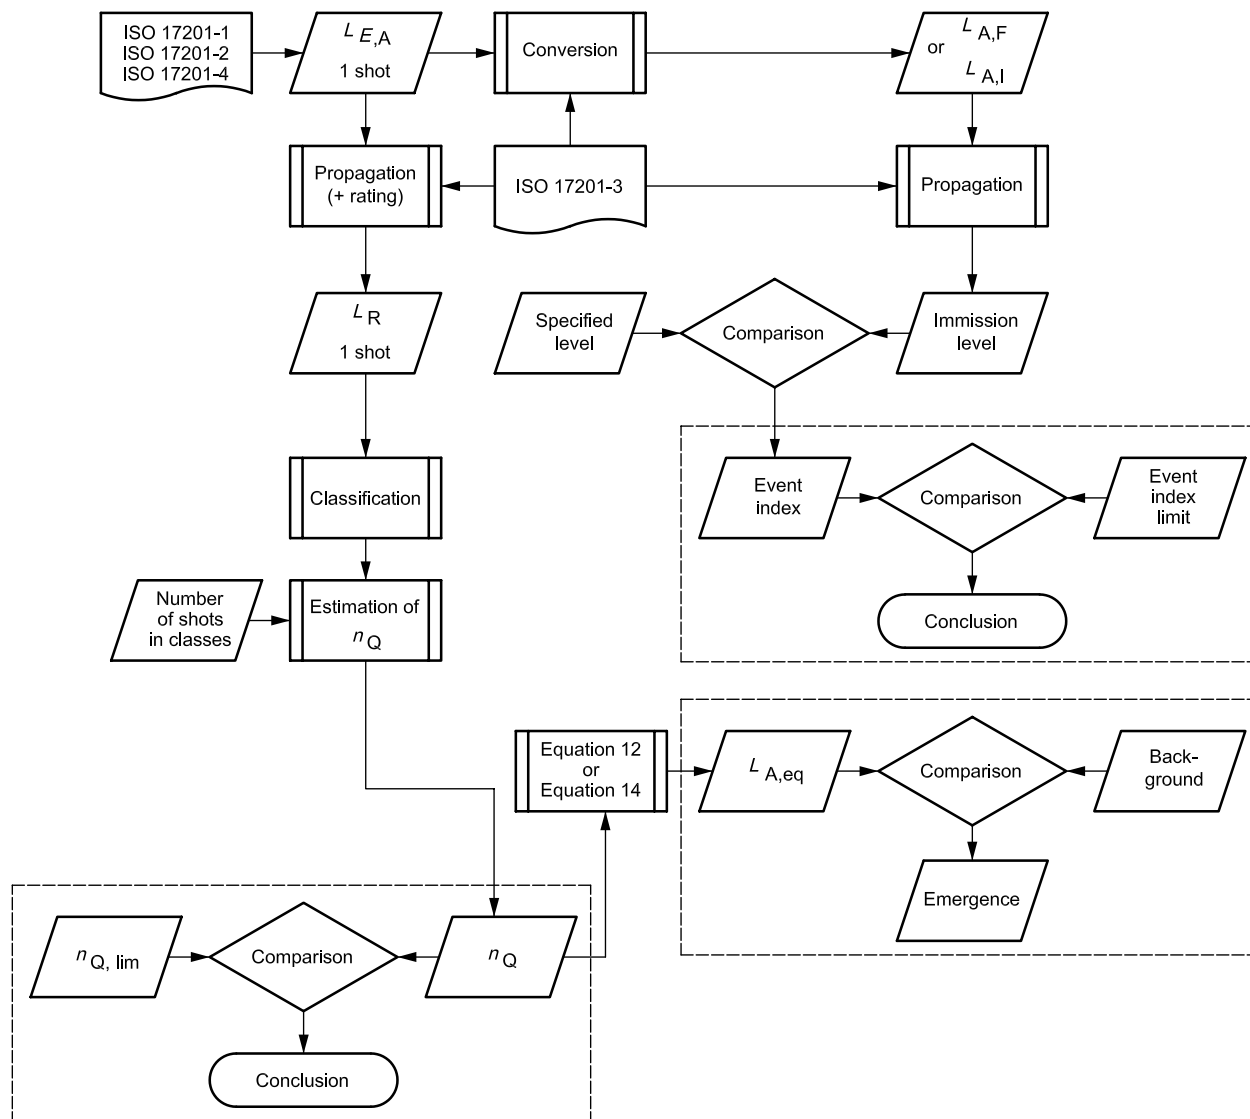 ISO 17201-1
ISO 17201-2
ISO 17201-4
L E,A
1 shot
Conversion
L A,F
or
L A,I
Propagation
(+ rating)
ISO 17201-3
Propagation
L R
1 shot
Specified
level
Comparison
Immission
level
Classification
Event
index
Comparison
Event
index
limit
Number
of shots
in classes
Estimation of
n Q
Conclusion
Equation 12
or
Equation 14
L A,eq
Comparison
Back-
ground
Emergence
n Q, lim
Comparison
n Q
Conclusion